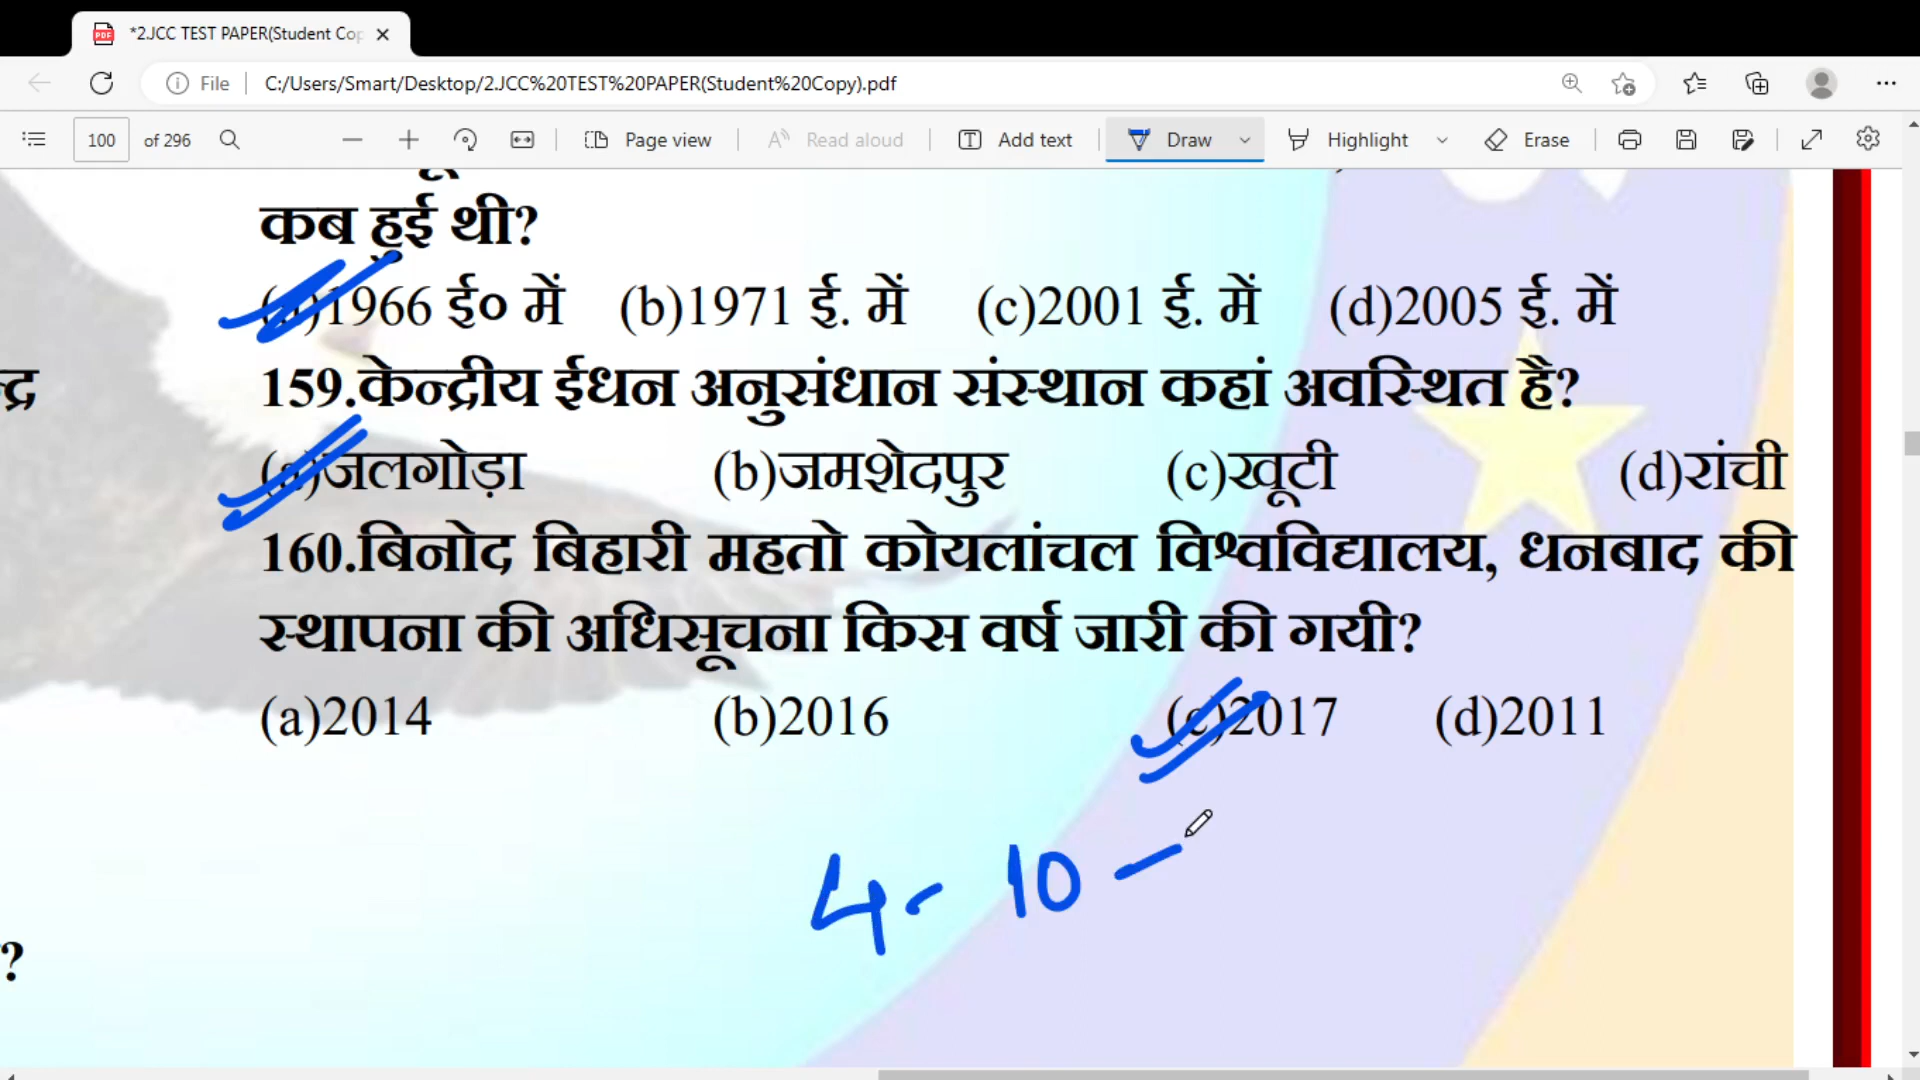 *2.JCC TEST PAPER(Student Cop
File C:/Users/Smart/Desktop/2.JCC%20TEST%20PAPER(Student%20Copy).pdf
100 of 296 Page view Read aloud Add text Draw Highlight Erase
कब हुई थी?
1966 ई० में (b)1971 ई. में (c)2001 ई. में (d)2005 ई. में
न्द्र
159.केन्द्रीय ईधन अनुसंधान संस्थान कहां अवस्थित है?
(a)जलगोड़ा (b)जमशेदपुर (c)खूटी (d)रांची
160.बिनोद बिहारी महतो कोयलांचल विश्वविद्यालय, धनबाद की
स्थापना की अधिसूचना किस वर्ष जारी की गयी?
(a)2014 (b)2016 (c)2017 (d)2011
4- 10 -
?